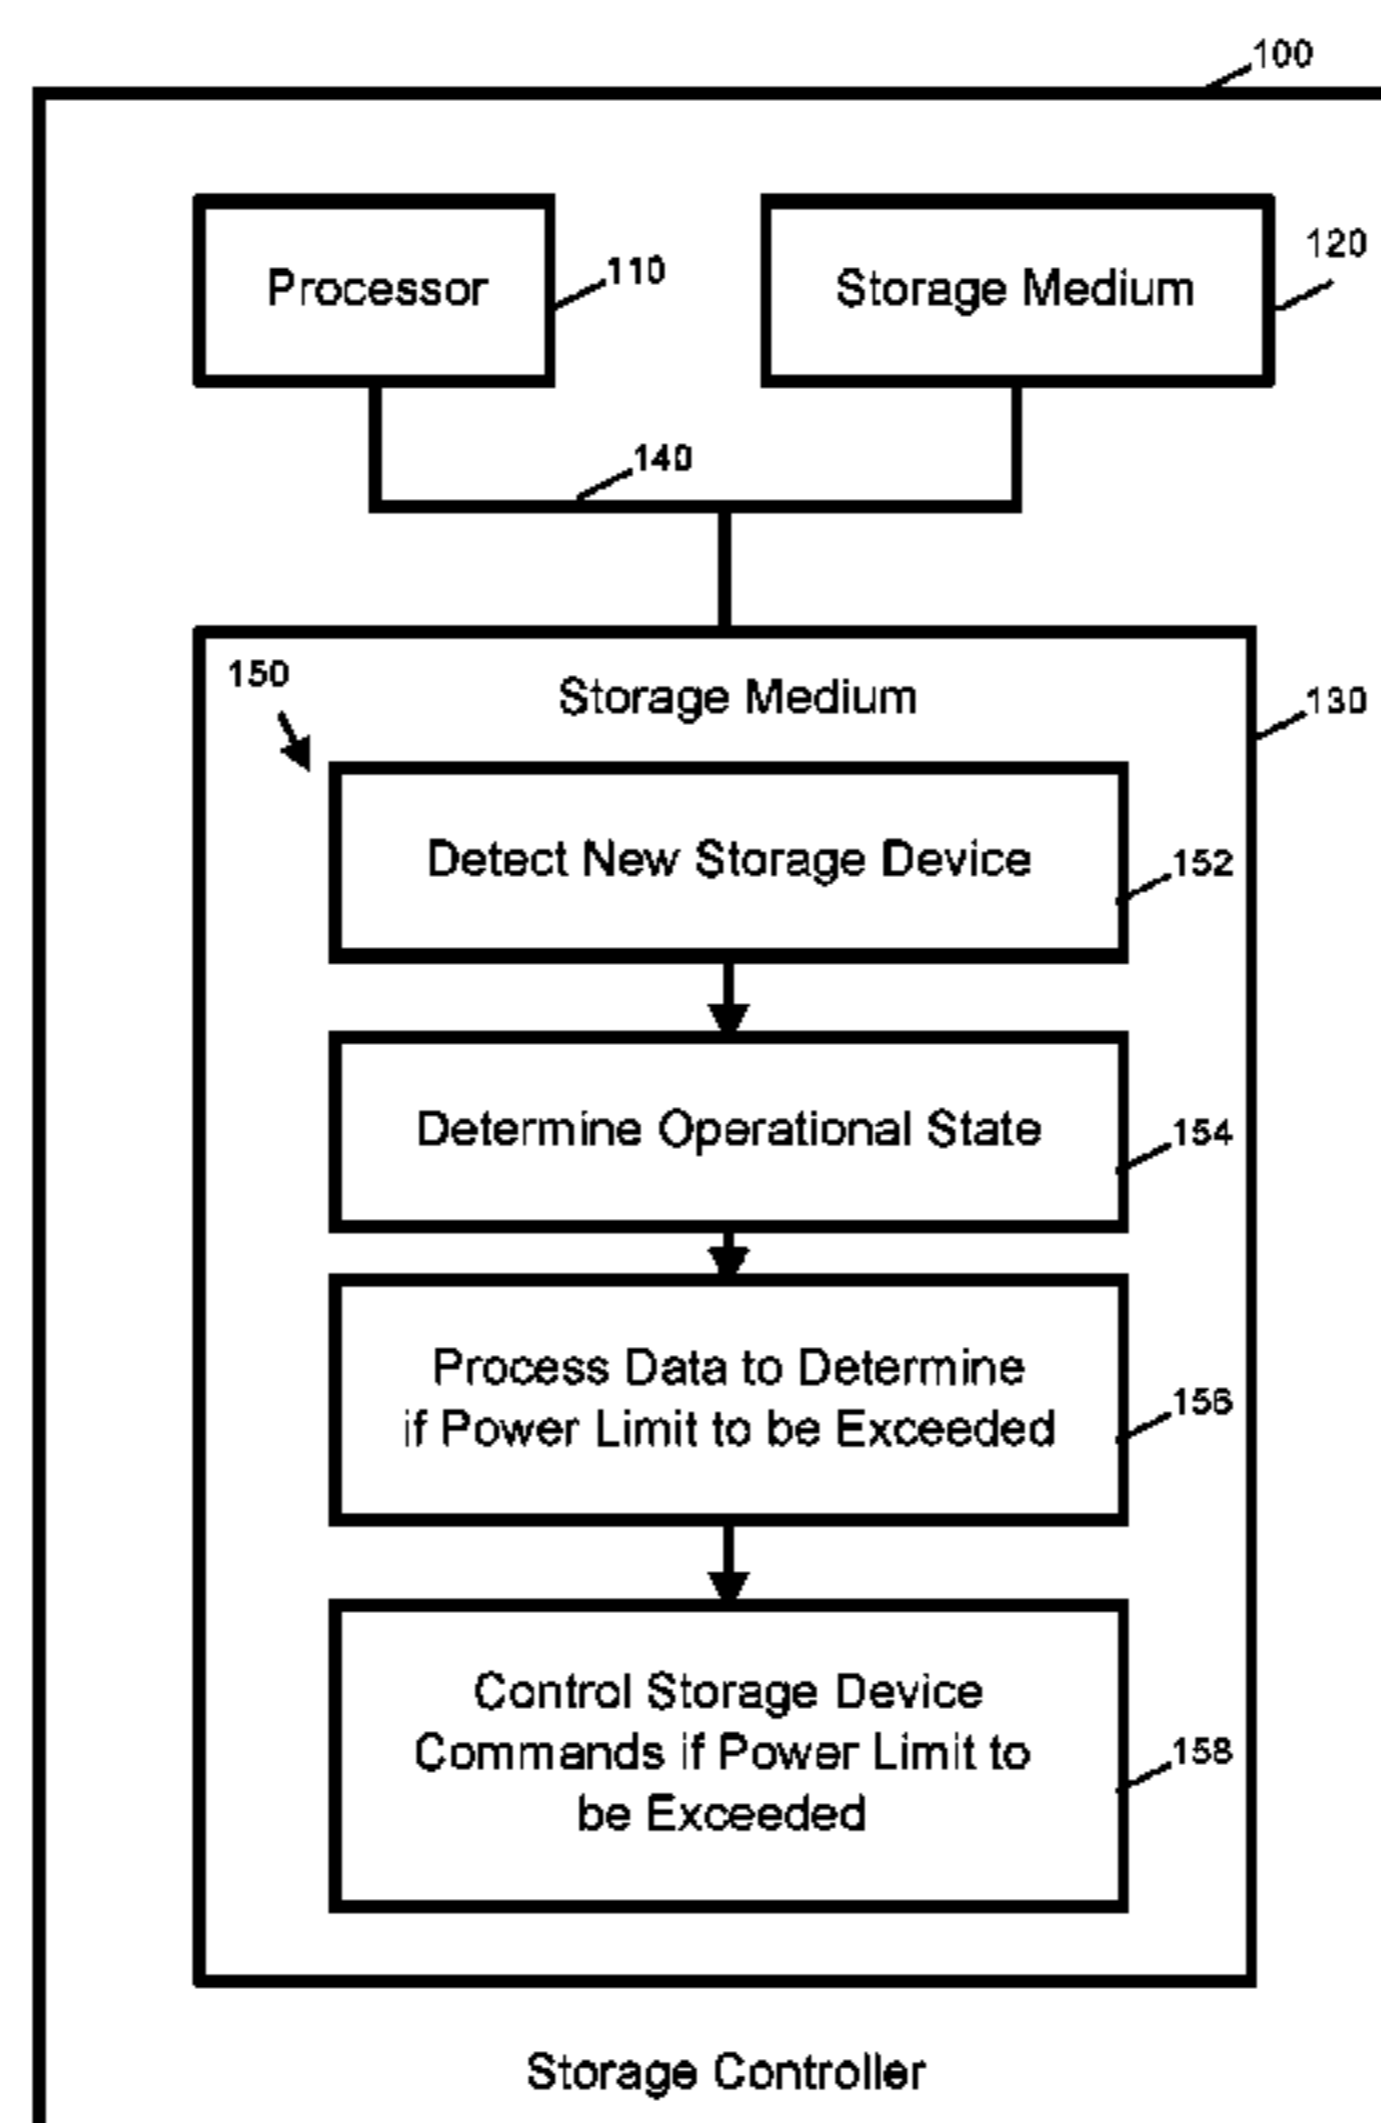 100
Processor
110
Storage Medium
120
140
150
Storage Medium
130
Detect New Storage Device
152
Determine Operational State
154
Process Data to Determine
if Power Limit to be Exceeded
156
Control Storage Device
Commands if Power Limit to
be Exceeded
158
Storage Controller